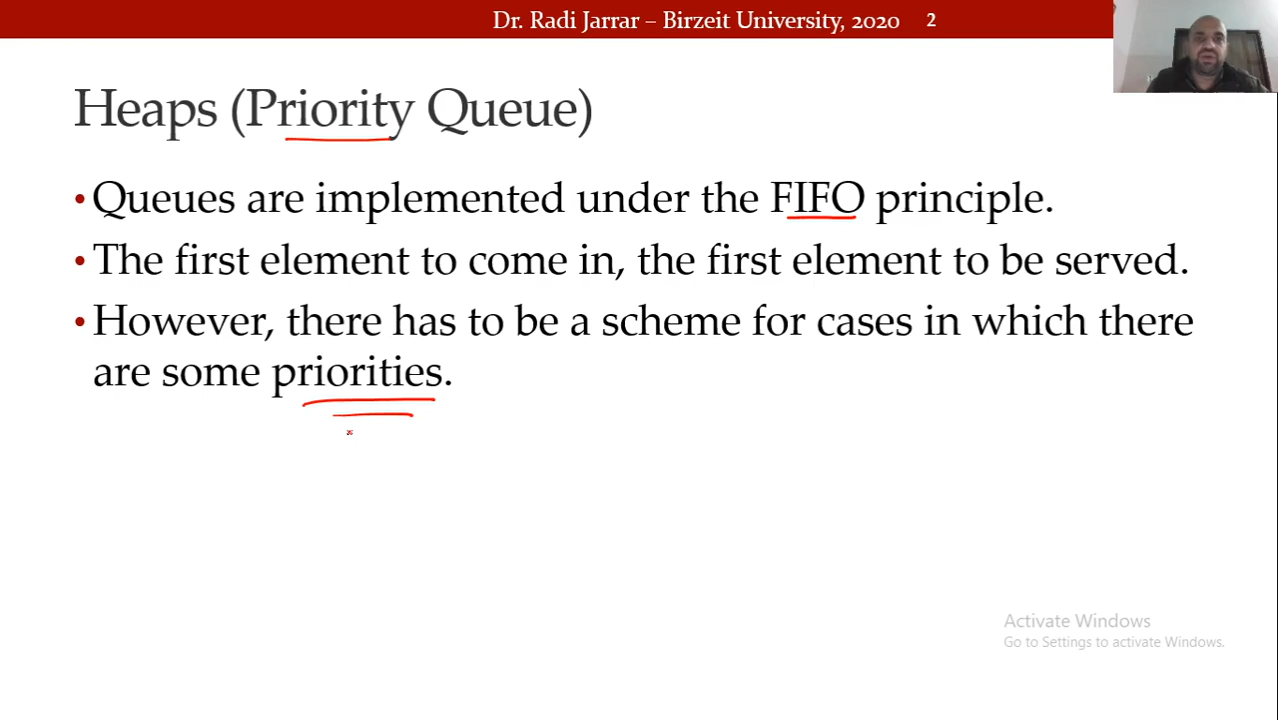 Dr. Radi Jarrar – Birzeit University, 2020 2
Heaps (Priority Queue)
• Queues are implemented under the FIFO principle.
• The first element to come in, the first element to be served.
• However, there has to be a scheme for cases in which there
are some priorities.
Activate Windows
Go to Settings to activate Windows.